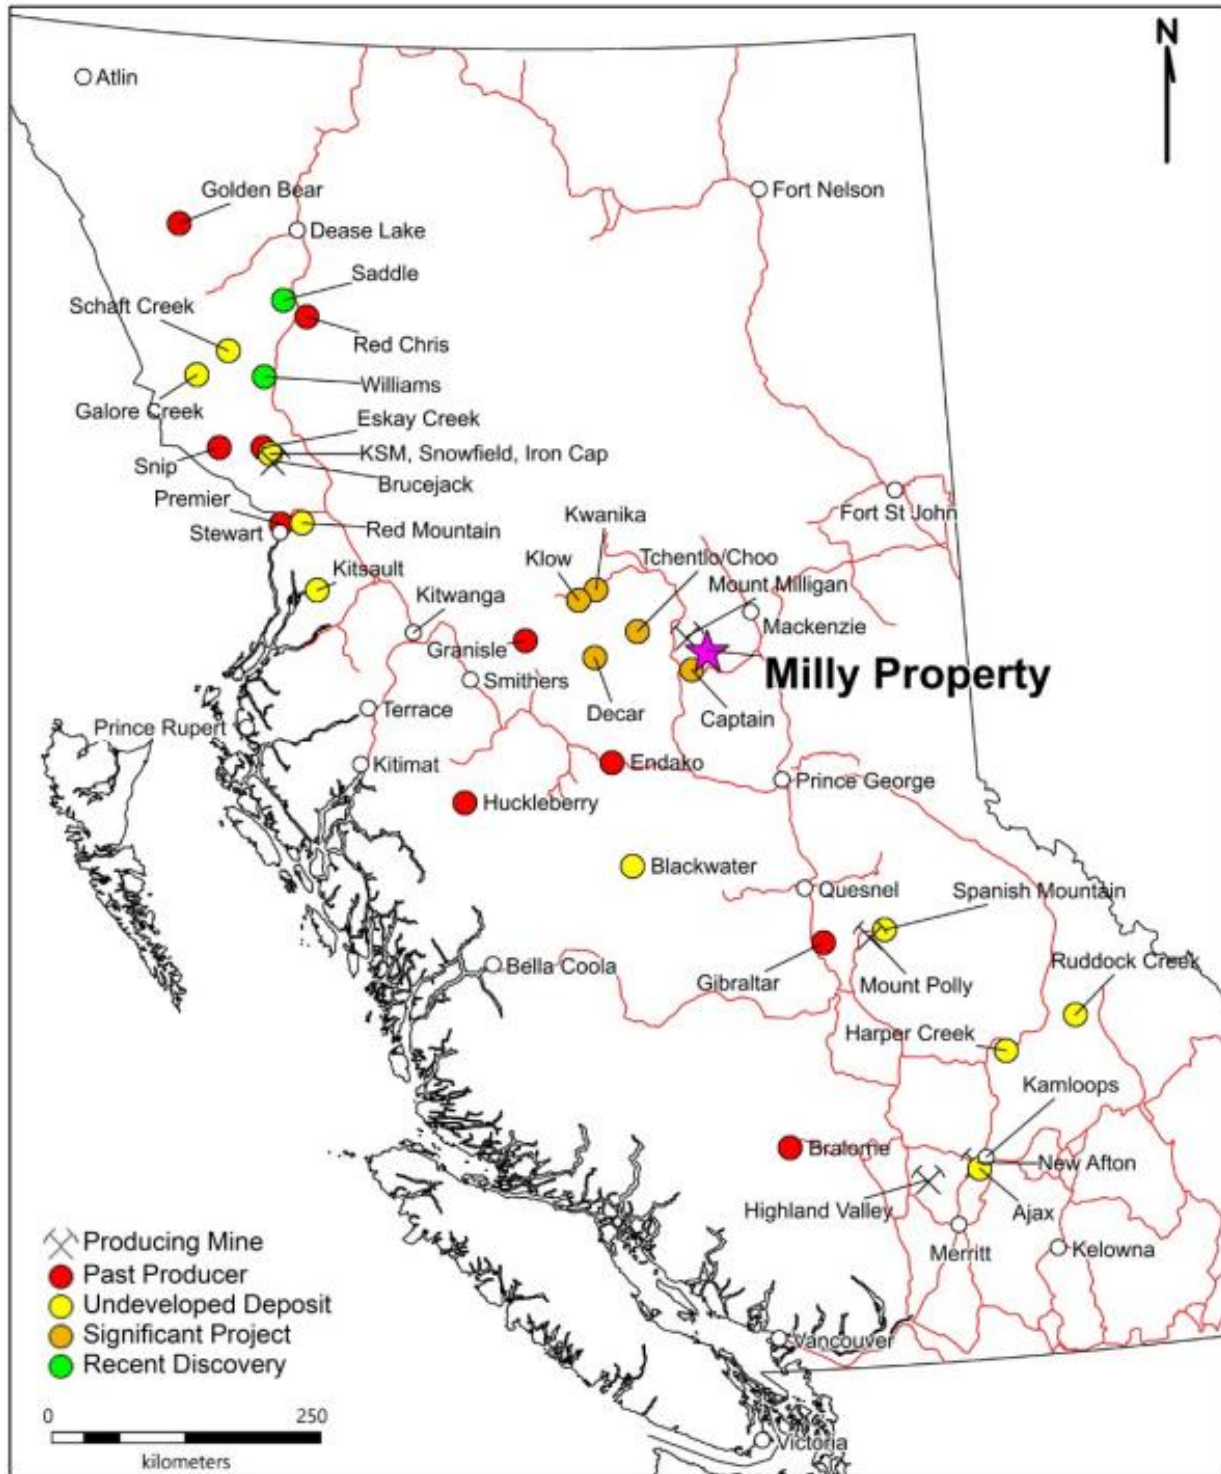 N
Atlin
Golden Bear
Fort Nelson
Dease Lake
Saddle
Schaft Creek
Red Chris
Williams
Galore Creek
Eskay Creek
KSM, Snowfield, Iron Cap
Snip
Brucejack
Premier
Stewart
Red Mountain
Kwanika
Fort St John
Klow
Tchentlo/Choo
Mount Milligan
Kitsault
Kitwanga
Mackenzie
Granisle
Milly Property
Smithers
Decar
Captain
Terrace
Prince Rupert
Kitimat
Endako
Prince George
Huckleberry
Blackwater
Quesnel
Spanish Mountain
Bella Coola
Gibraltar
Mount Polly
Ruddock Creek
Harper Creek
Kamloops
Bralorne
New Afton
Highland Valley
Ajax
Merritt
Kelowna
Producing Mine
Past Producer
Undeveloped Deposit
Significant Project
Recent Discovery
Vancouver
0 250
kilometers
Victoria